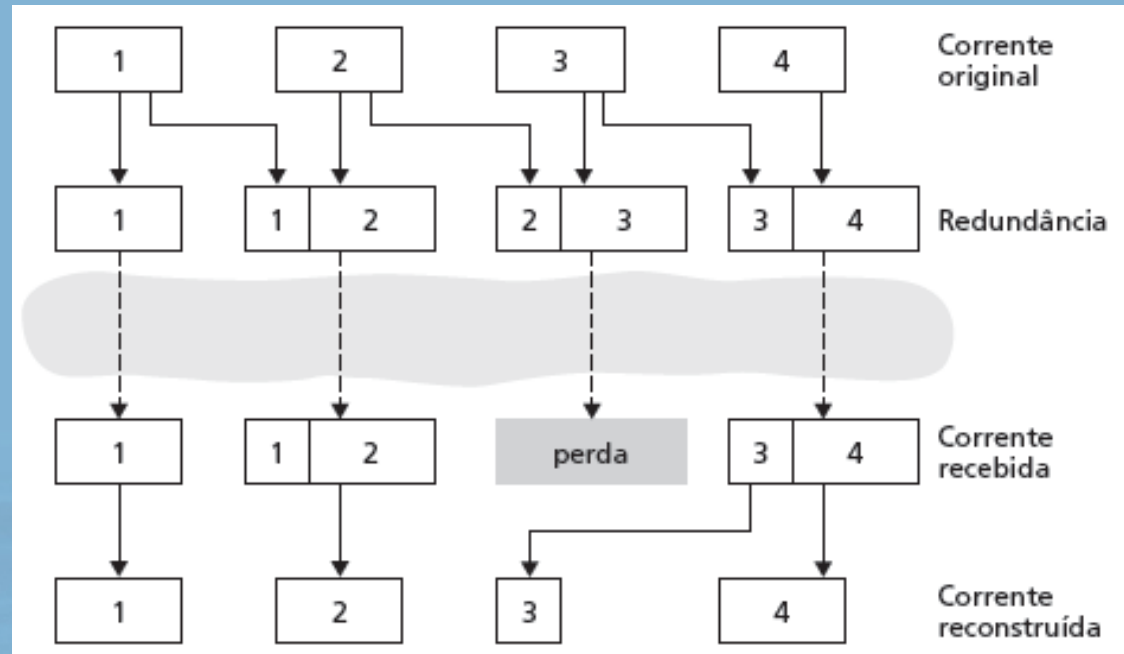 1 2 3 4 Corrente
original
1 1 2 2 3 3 4 Redundância
1 1 2 perda 3 4 Corrente
recebida
1 2 3 4 Corrente
reconstruída